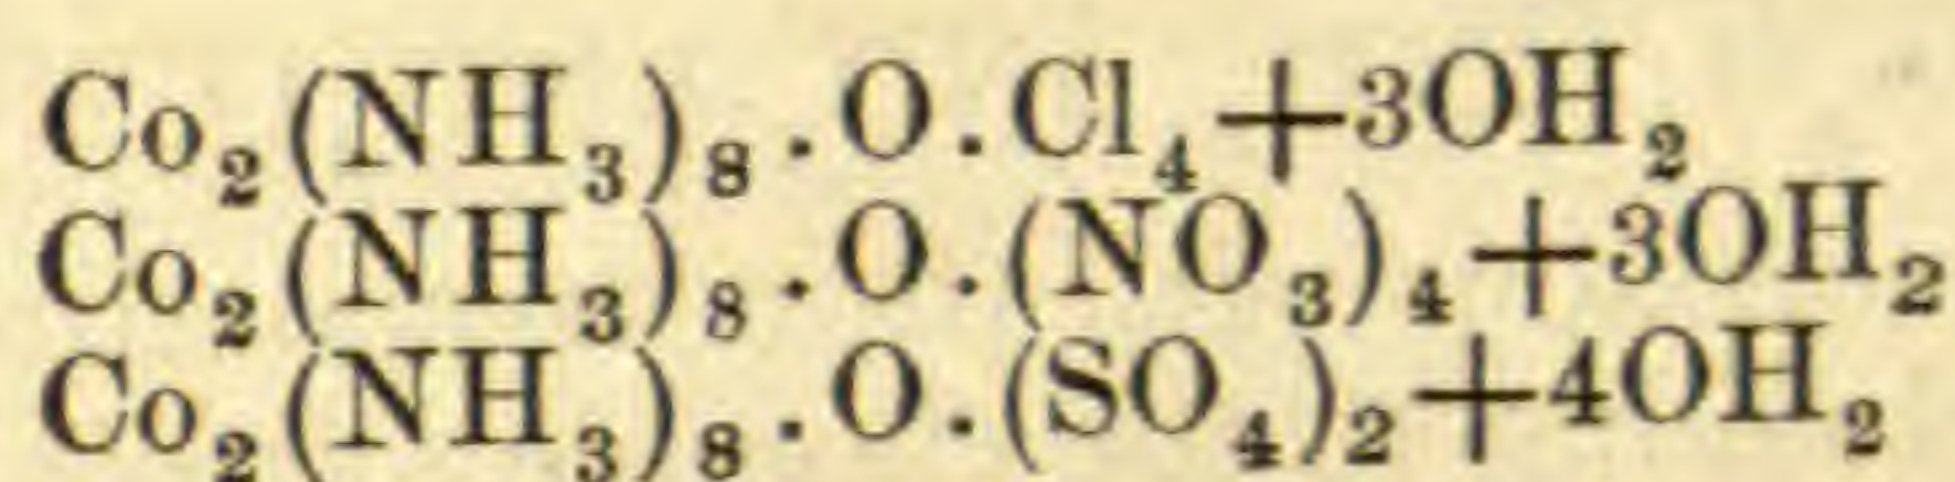 Co₂(NH₃)₈.O.Cl₄+3OH₂
Co₂(NH₃)₈.O.(NO₃)₄+3OH₂
Co₂(NH₃)₈.O.(SO₄)₂+4OH₂